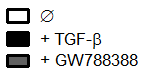 ∅
+ TGF-β
+ GW788388